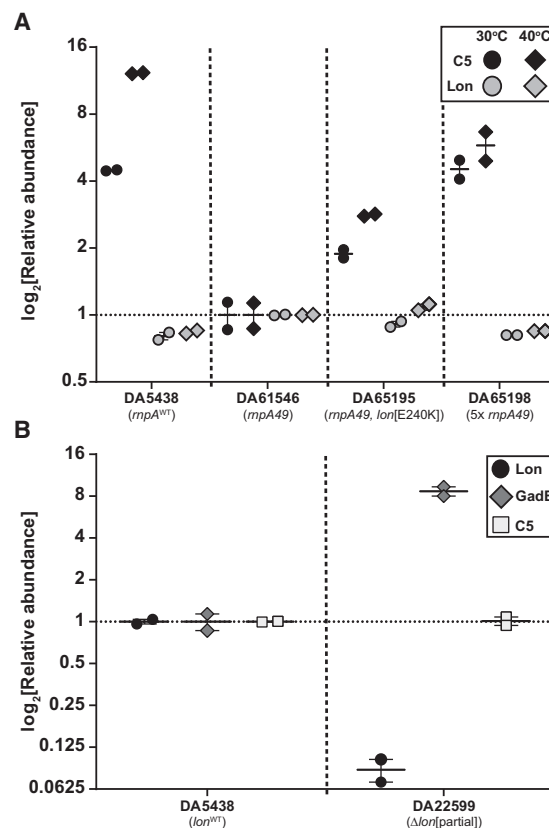 A
30°C 40°C
C5
Lon
log₂[Relative abundance]
16
8
4
2
1
0.5
DA5438 DA61546 DA65195 DA65198
(rnpAᵂᵀ) (rnpA49) (rnpA49, lon[E240K]) (5x rnpA49)
B
Lon
GadE
C5
log₂[Relative abundance]
16
8
4
2
1
0.5
0.25
0.125
0.0625
DA5438 DA22599
(lonᵂᵀ) (Δlon[partial])